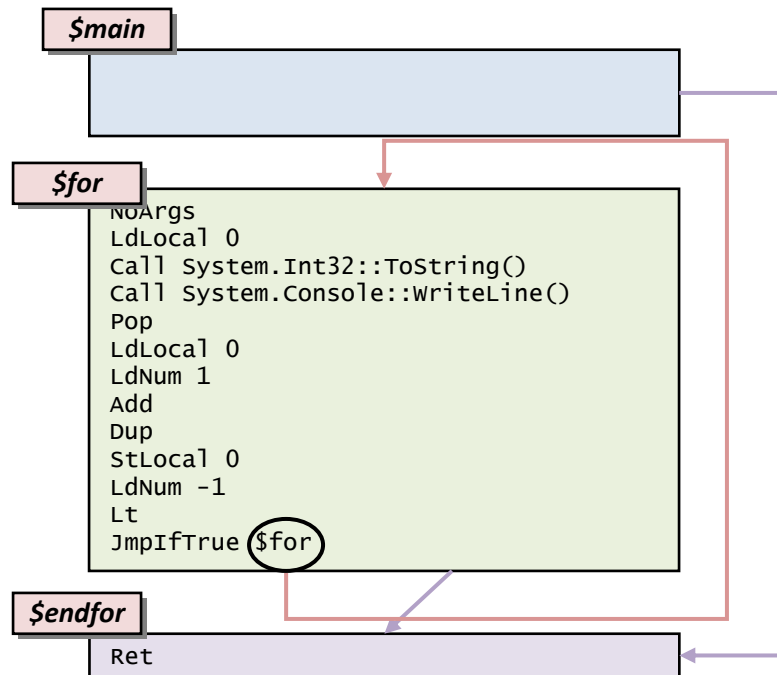 $main
$for
NoArgs
LdLocal 0
Call System.Int32::ToString()
Call System.Console::WriteLine()
Pop
LdLocal 0
LdNum 1
Add
Dup
StLocal 0
LdNum -1
Lt
JmpIfTrue $for
$endfor
Ret